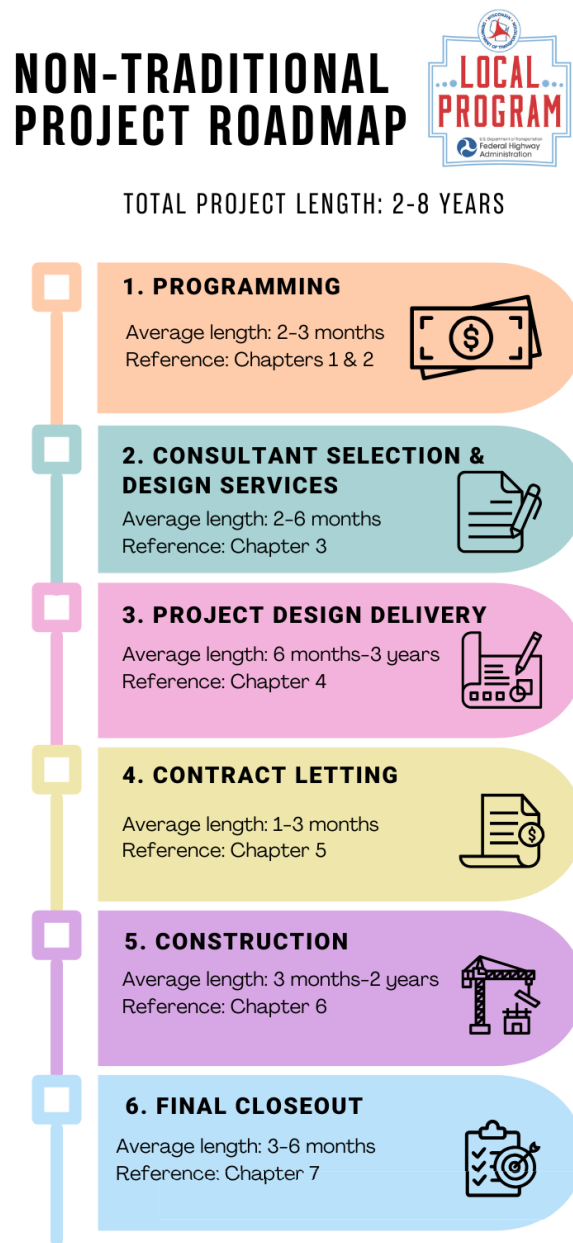 WISCONSIN
DEPARTMENT OF TRANSPORTATION
NON-TRADITIONAL
PROJECT ROADMAP
LOCAL
PROGRAM
U.S. Department of Transportation
Federal Highway
Administration
TOTAL PROJECT LENGTH: 2-8 YEARS
1. PROGRAMMING
Average length: 2-3 months
Reference: Chapters 1 & 2
$
2. CONSULTANT SELECTION &
DESIGN SERVICES
Average length: 2-6 months
Reference: Chapter 3
3. PROJECT DESIGN DELIVERY
Average length: 6 months-3 years
Reference: Chapter 4
4. CONTRACT LETTING
Average length: 1-3 months
Reference: Chapter 5
$
5. CONSTRUCTION
Average length: 3 months-2 years
Reference: Chapter 6
6. FINAL CLOSEOUT
Average length: 3-6 months
Reference: Chapter 7